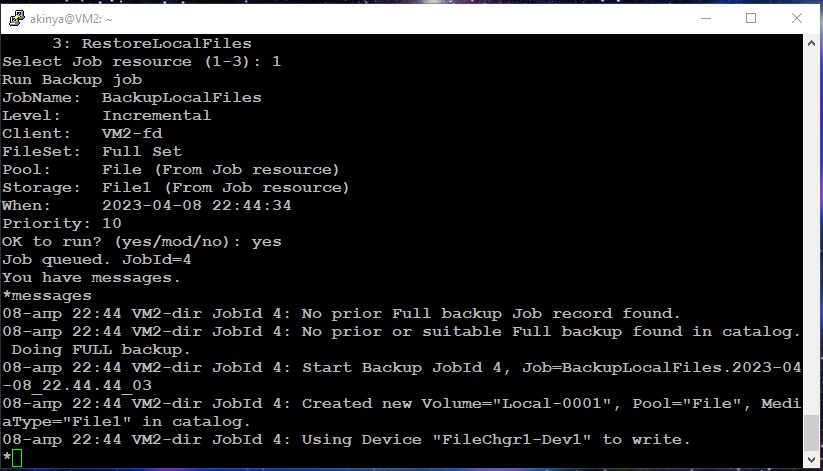 akinya@VM2: ~
3: RestoreLocalFiles
Select Job resource (1-3): 1
Run Backup job
JobName:  BackupLocalFiles
Level:    Incremental
Client:   VM2-fd
FileSet:  Full Set
Pool:     File (From Job resource)
Storage:  File1 (From Job resource)
When:     2023-04-08 22:44:34
Priority: 10
OK to run? (yes/mod/no): yes
Job queued. JobId=4
You have messages.
*messages
08-апр 22:44 VM2-dir JobId 4: No prior Full backup Job record found.
08-апр 22:44 VM2-dir JobId 4: No prior or suitable Full backup found in catalog.
Doing FULL backup.
08-апр 22:44 VM2-dir JobId 4: Start Backup JobId 4, Job=BackupLocalFiles.2023-04
-08_22.44.44_03
08-апр 22:44 VM2-dir JobId 4: Created new Volume="Local-0001", Pool="File", Medi
aType="File1" in catalog.
08-апр 22:44 VM2-dir JobId 4: Using Device "FileChgr1-Dev1" to write.
*